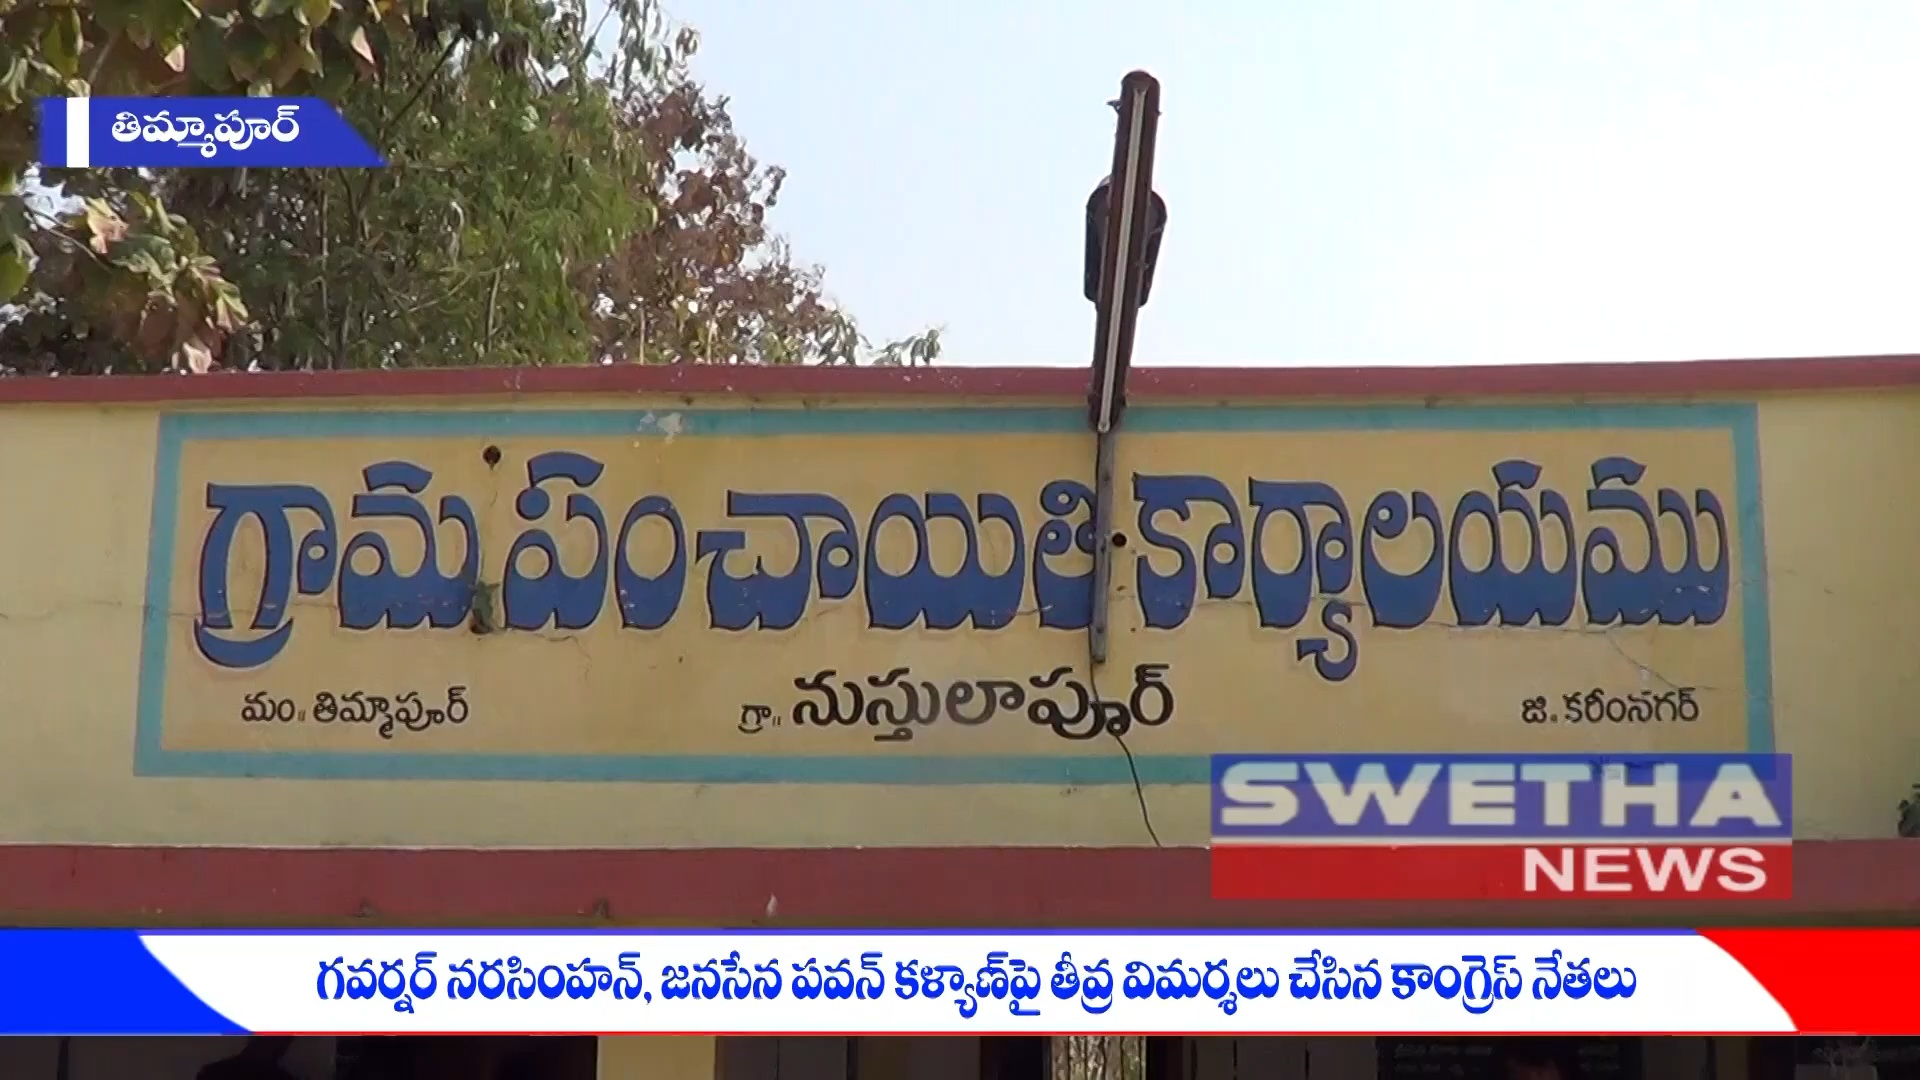 తిమ్మాపూర్
గ్రామ పంచాయితి కార్యాలయము
మం॥ తిమ్మాపూర్ గ్రా॥ నుస్తులాపూర్ జి. కరీంనగర్
SWETHA
NEWS
గవర్నర్ నరసింహన్, జనసేన పవన్ కళ్యాణ్‌పై తీవ్ర విమర్శలు చేసిన కాంగ్రెస్ నేతలు